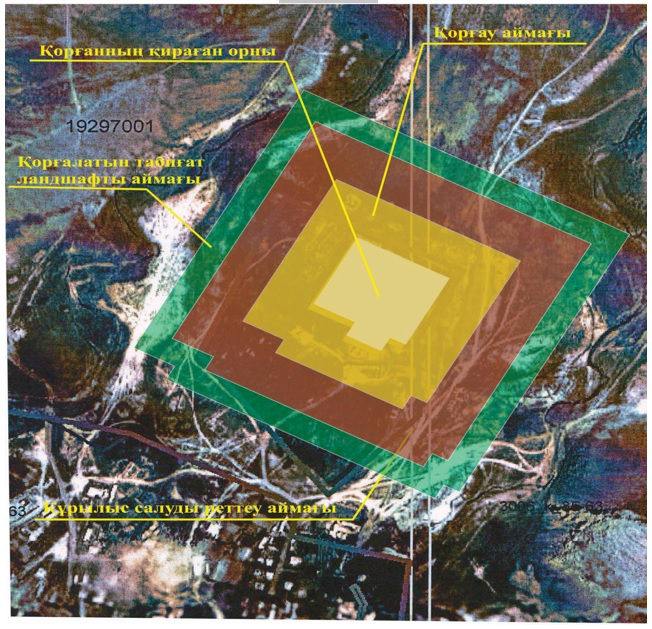 Қорғау аймағы
Қорғанның қираған орны
19297001
Қорғалатын табиғат
ландшафты аймағы
63
Құрылыс салуды реттеу аймағы